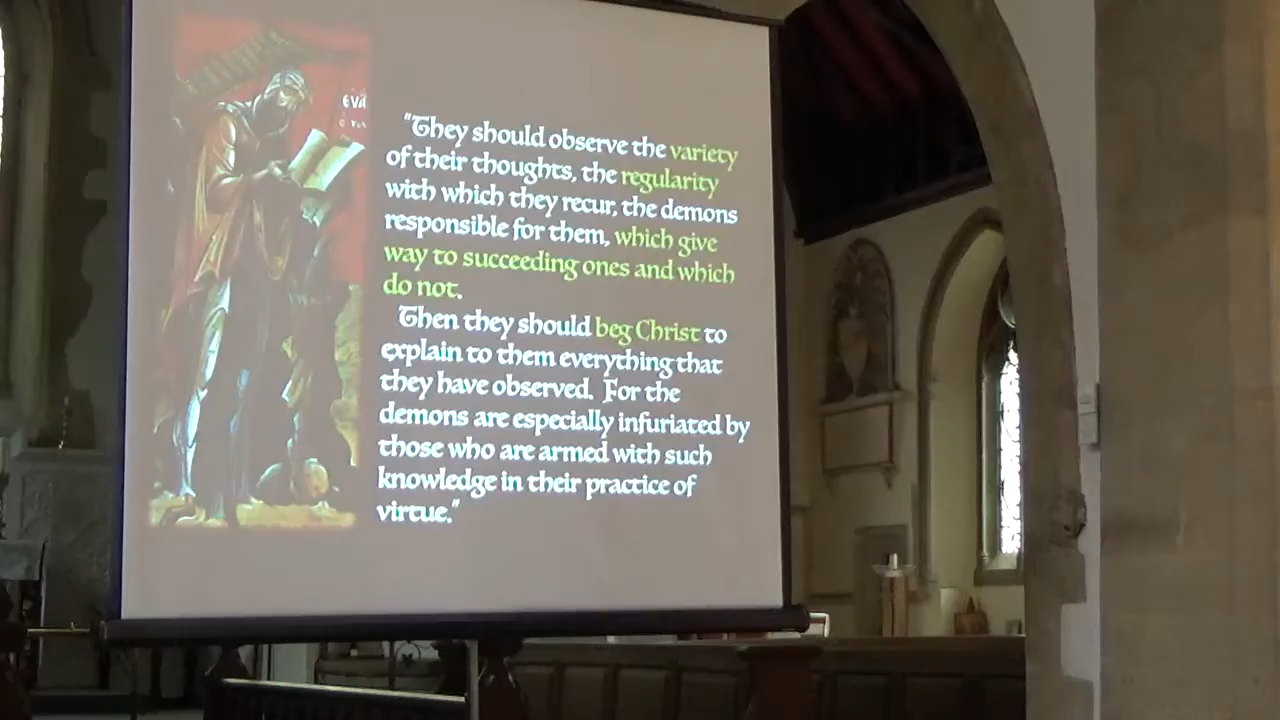 EVA
"They should observe the variety
of their thoughts, the regularity
with which they recur, the demons
responsible for them, which give
way to succeeding ones and which
do not.
Then they should beg Christ to
explain to them everything that
they have observed. For the
demons are especially infuriated by
those who are armed with such
knowledge in their practice of
virtue."